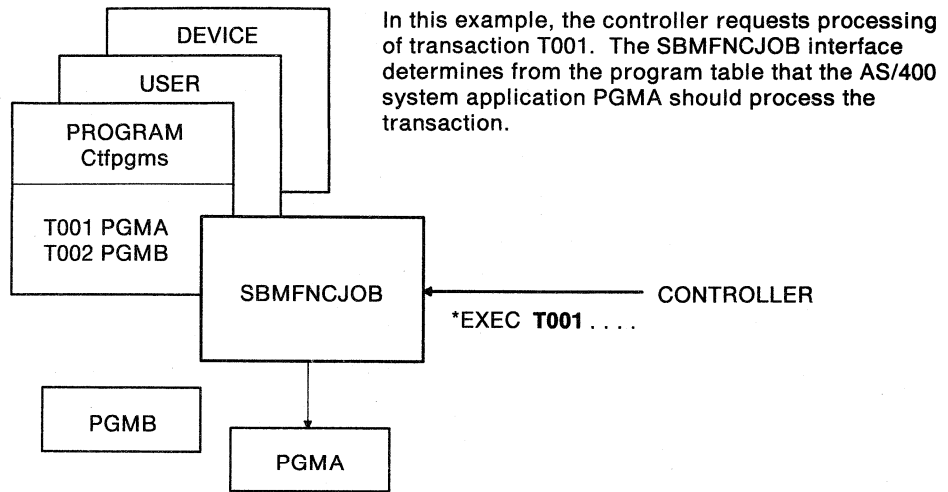 In this example, the controller requests processing
of transaction T001. The SBMFNCJOB interface
determines from the program table that the AS/400
system application PGMA should process the
transaction.
DEVICE
USER
PROGRAM
Ctfpgms
T001 PGMA
T002 PGMB
SBMFNCJOB
CONTROLLER
*EXEC T001 . . . .
PGMB
PGMA